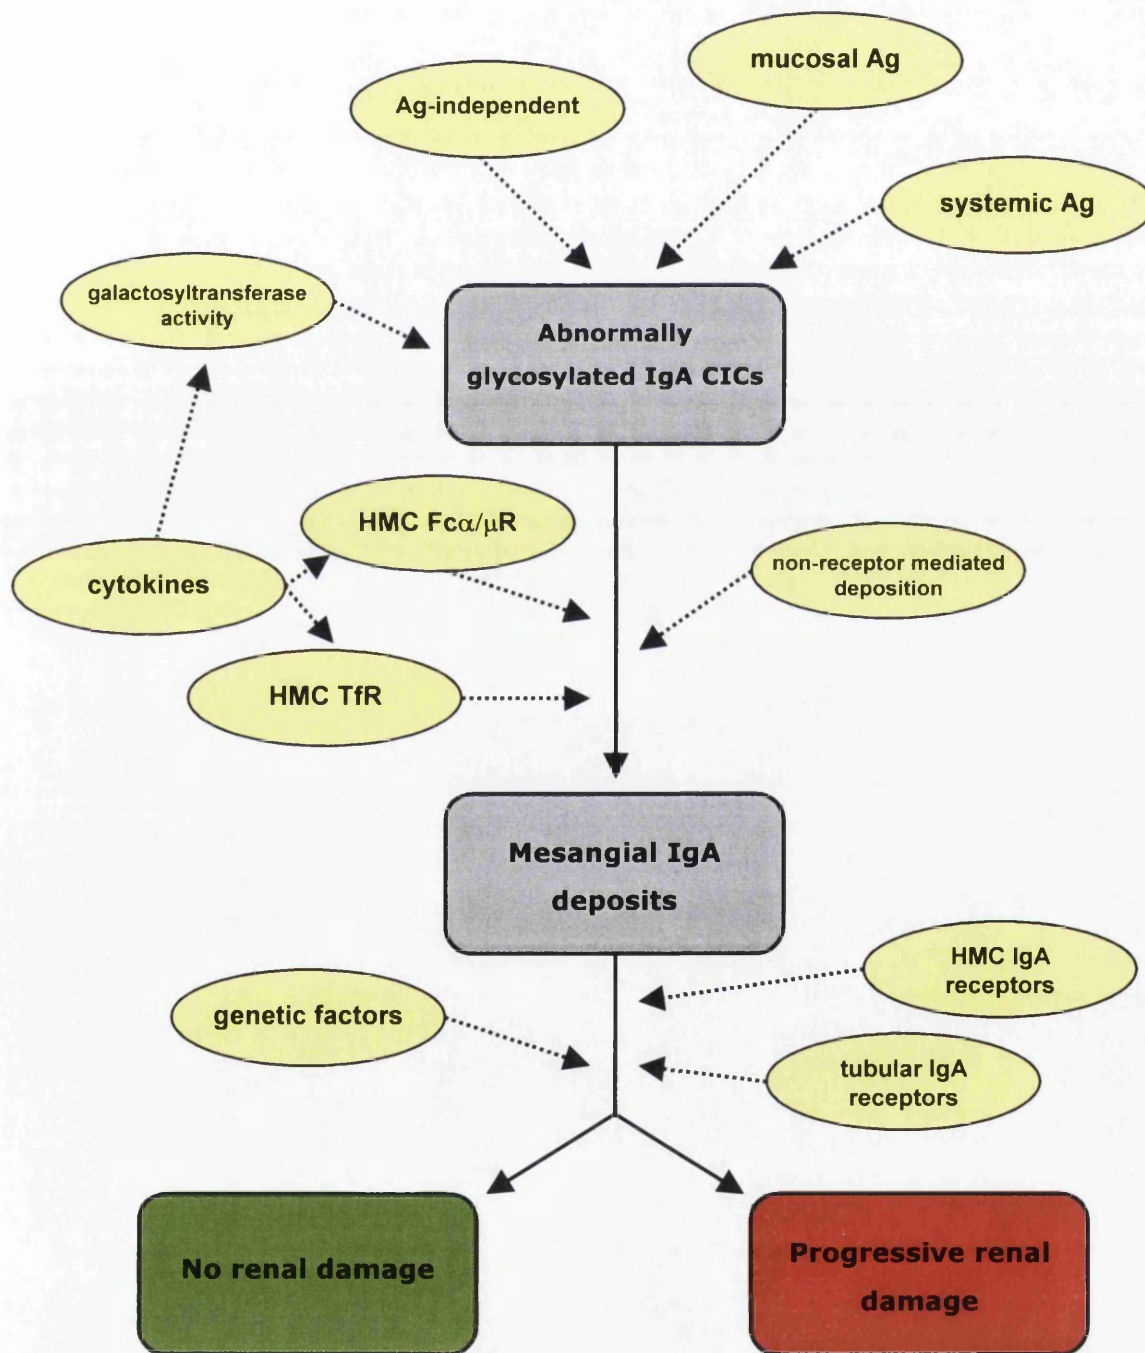 mucosal Ag
Ag-independent
systemic Ag
galactosyltransferase
activity
Abnormally
glycosylated IgA CICs
HMC Fcα/μR
non-receptor mediated
deposition
cytokines
HMC TfR
Mesangial IgA
deposits
HMC IgA
receptors
genetic factors
tubular IgA
receptors
No renal damage
Progressive renal
damage